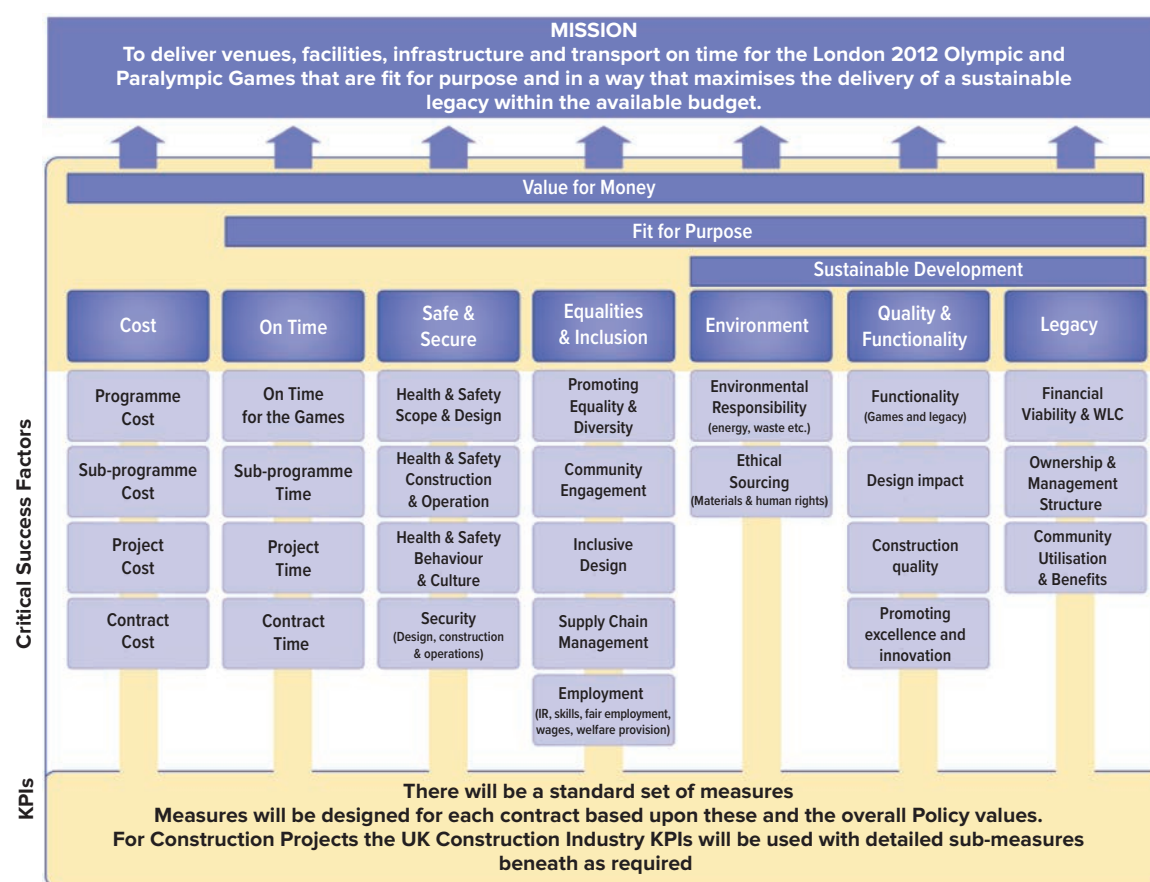 MISSION
To deliver venues, facilities, infrastructure and transport on time for the London 2012 Olympic and
Paralympic Games that are fit for purpose and in a way that maximises the delivery of a sustainable
legacy within the available budget.
Value for Money
Fit for Purpose
Sustainable Development
Cost
On Time
Safe &
Secure
Equalities
& Inclusion
Environment
Quality &
Functionality
Legacy
Critical Success Factors
Programme
Cost
Sub-programme
Cost
Project
Cost
Contract
Cost
On Time
for the Games
Sub-programme
Time
Project
Time
Contract
Time
Health & Safety
Scope & Design
Health & Safety
Construction
& Operation
Health & Safety
Behaviour
& Culture
Security
(Design, construction
& operations)
Promoting
Equality &
Diversity
Community
Engagement
Inclusive
Design
Supply Chain
Management
Employment
(IR, skills, fair employment,
wages, welfare provision)
Environmental
Responsibility
(energy, waste etc.)
Ethical
Sourcing
(Materials & human rights)
Functionality
(Games and legacy)
Design impact
Construction
quality
Promoting
excellence and
innovation
Financial
Viability & WLC
Ownership &
Management
Structure
Community
Utilisation
& Benefits
KPIs
There will be a standard set of measures
Measures will be designed for each contract based upon these and the overall Policy values.
For Construction Projects the UK Construction Industry KPIs will be used with detailed sub-measures
beneath as required